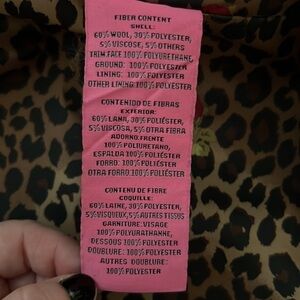 FIBER CONTENT
SHELL:
60% WOOL, 30% POLYESTER,
5% VISCOSE, 5% OTHERS
TRIM FACE 100% POLYURETHANE,
GROUND: 100% POLYESTER
LINING: 100% POLYESTER
OTHER LINING 100% POLYESTER
CONTENIDO DE FIBRAS
EXTERIOR:
60% LANA, 30% POLIÉSTER,
5% VISCOSA, 5% OTRA FIBRA
ADORNO.FRENTE
100% POLIURETANO,
ESPALDA 100% POLIÉSTER
FORRO: 100% POLIÉSTER
OTRA FORRO:100% POLIÉSTER
CONTENU DE FIBRE
COQUILLE:
60% LAINE, 30% POLYESTER,
5% VISQUEUX, 5% AUTRES TISSUS
GARNITURE: VISAGE
100% POLYURATHANNE,
DESSOUS 100% POLYESTER
DOUBLURE: 100% POLYESTER
AUTRES DOUBLURE:
100% POLYESTER